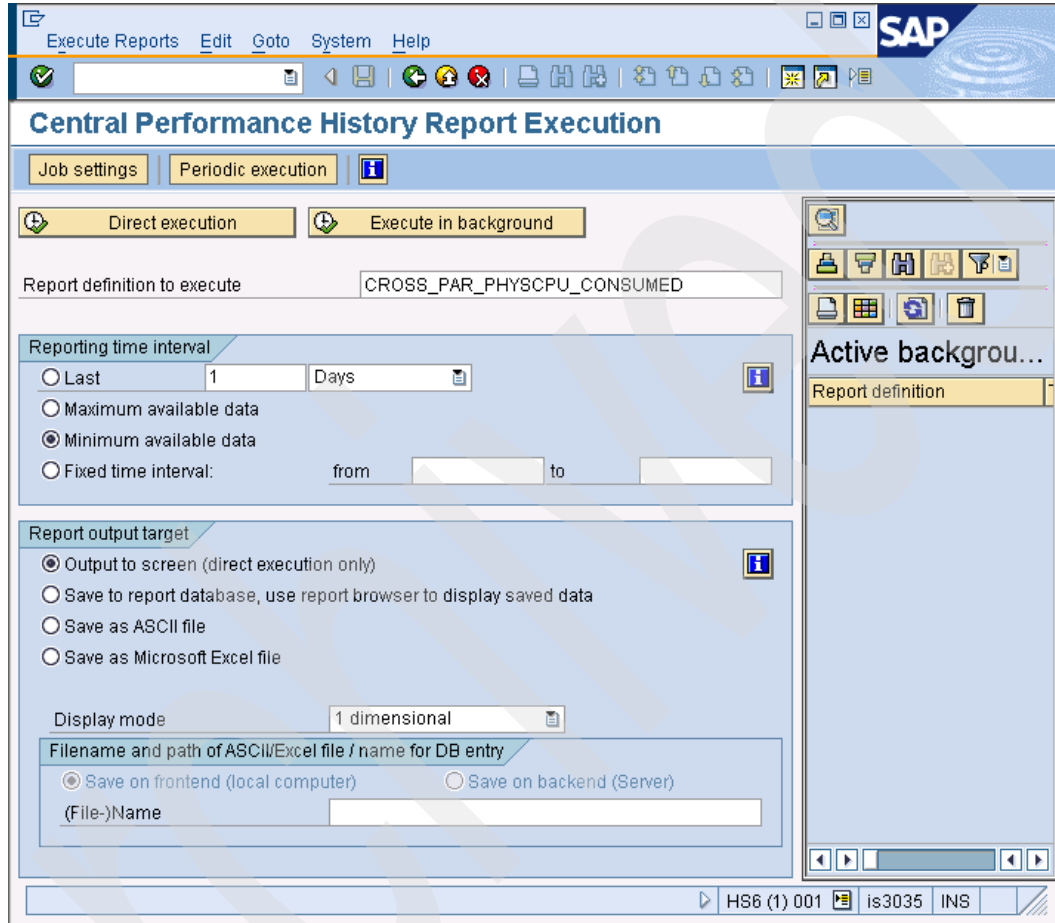 Execute Reports Edit Goto System Help
SAP
Central Performance History Report Execution
Job settings Periodic execution
Direct execution Execute in background
Report definition to execute CROSS_PAR_PHYSCPU_CONSUMED
Reporting time interval
Last 1 Days
Maximum available data
Minimum available data
Fixed time interval: from to
Report output target
Output to screen (direct execution only)
Save to report database, use report browser to display saved data
Save as ASCII file
Save as Microsoft Excel file
Display mode 1 dimensional
Filename and path of ASCII/Excel file / name for DB entry
Save on frontend (local computer) Save on backend (Server)
(File-)Name
Active backgrou...
Report definition
HS6 (1) 001 is3035 INS